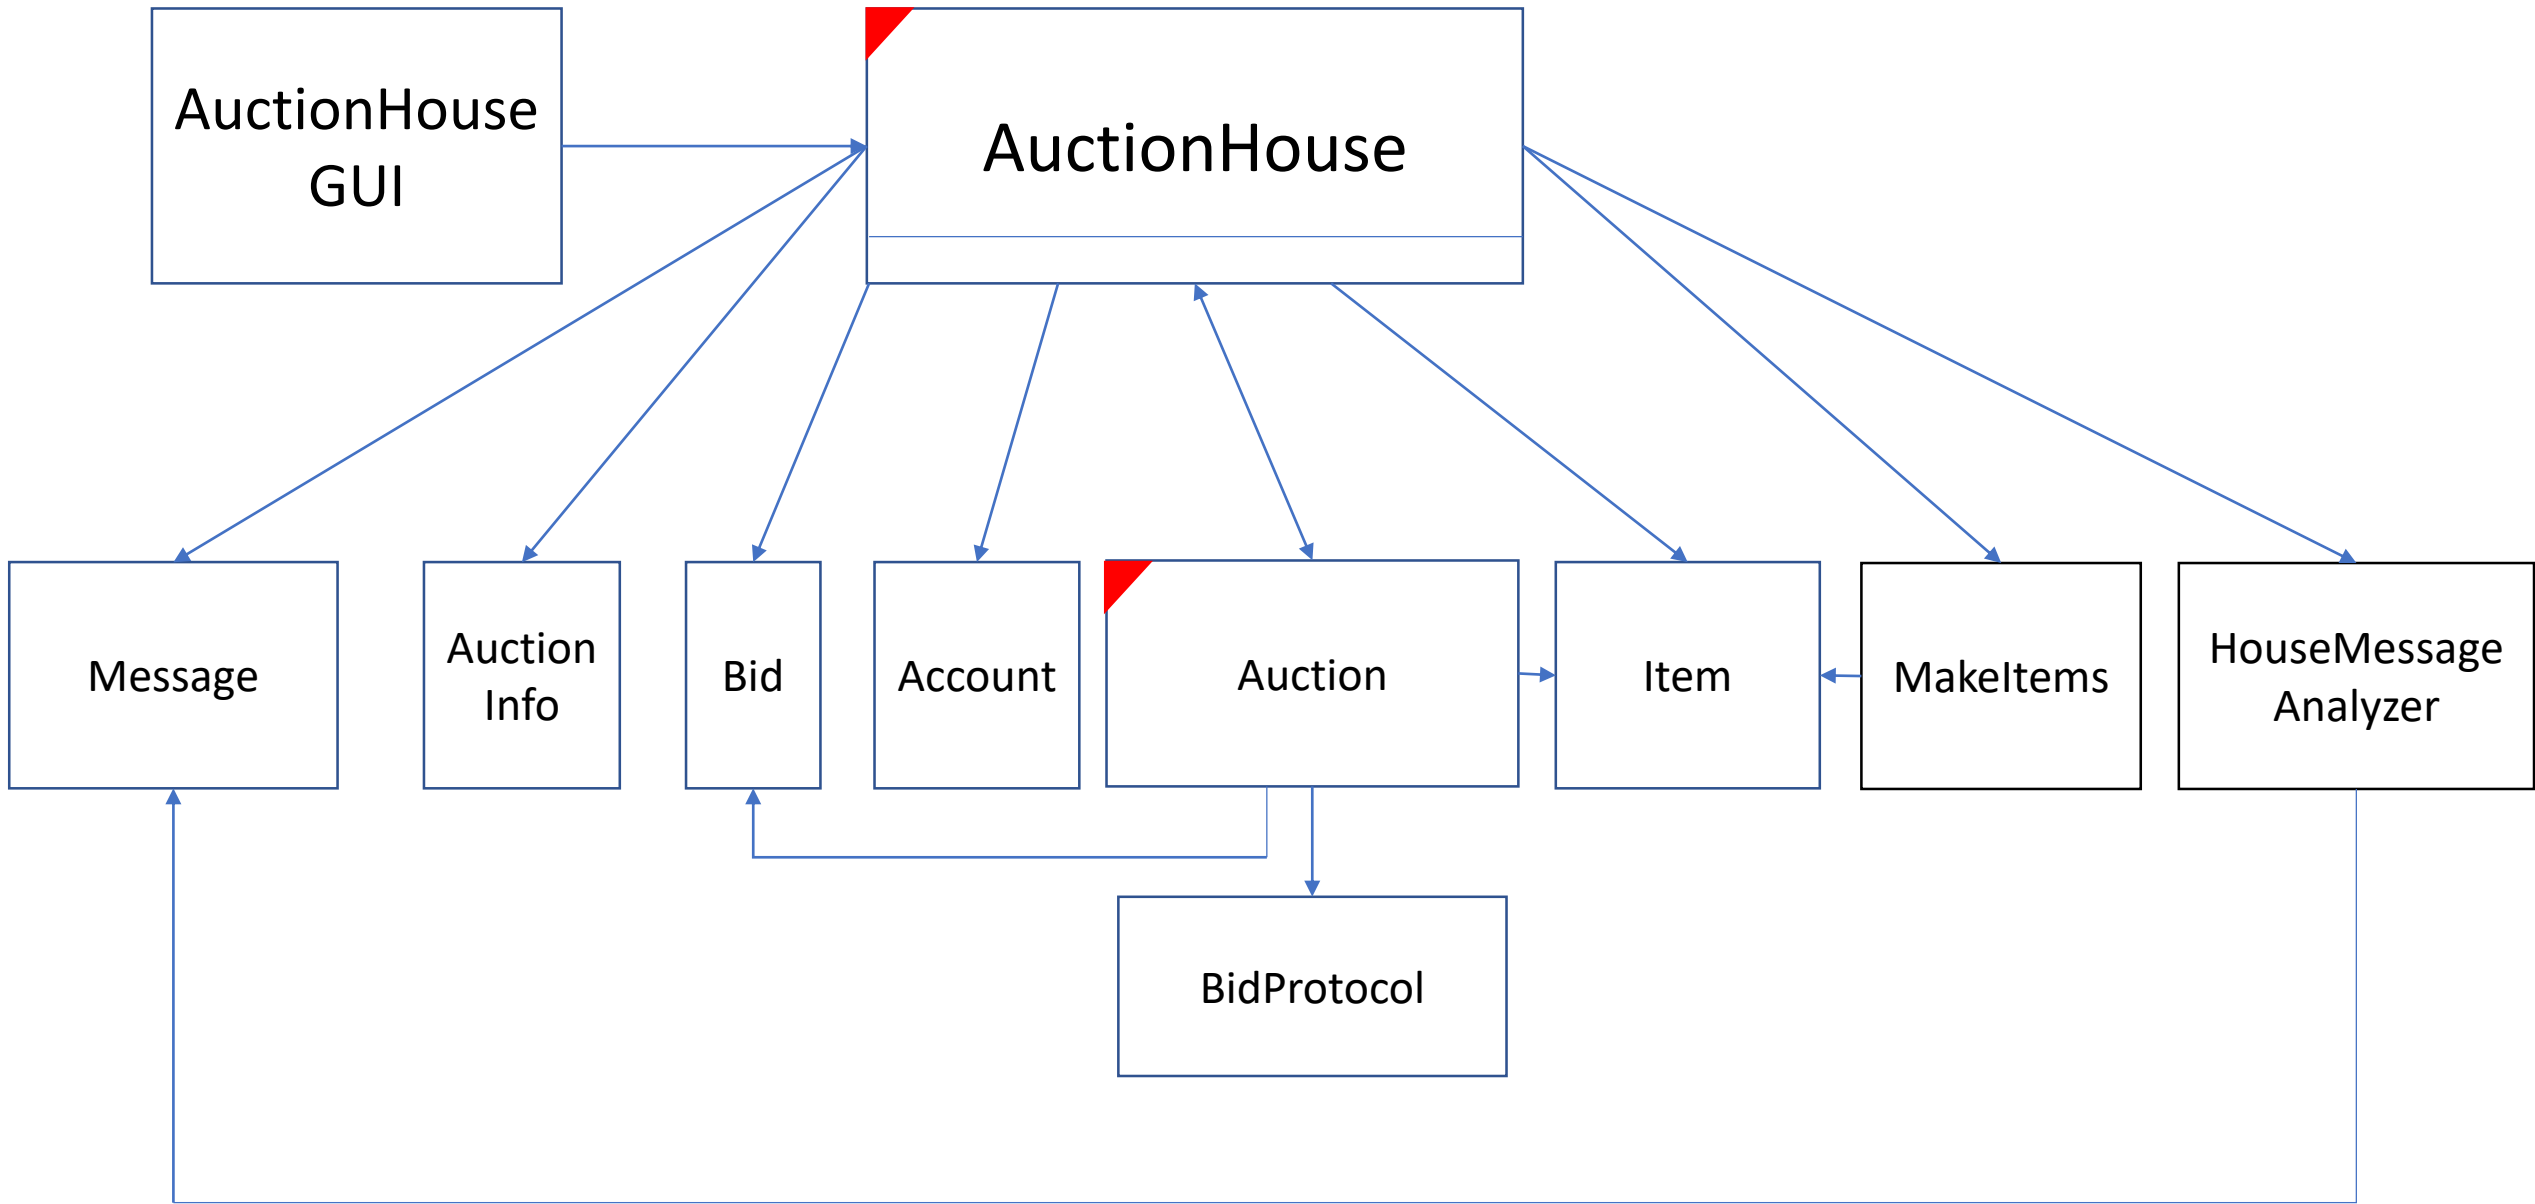 AuctionHouse
GUI
AuctionHouse
Message
Auction
Info
Bid
Account
Auction
Item
MakeItems
HouseMessage
Analyzer
BidProtocol